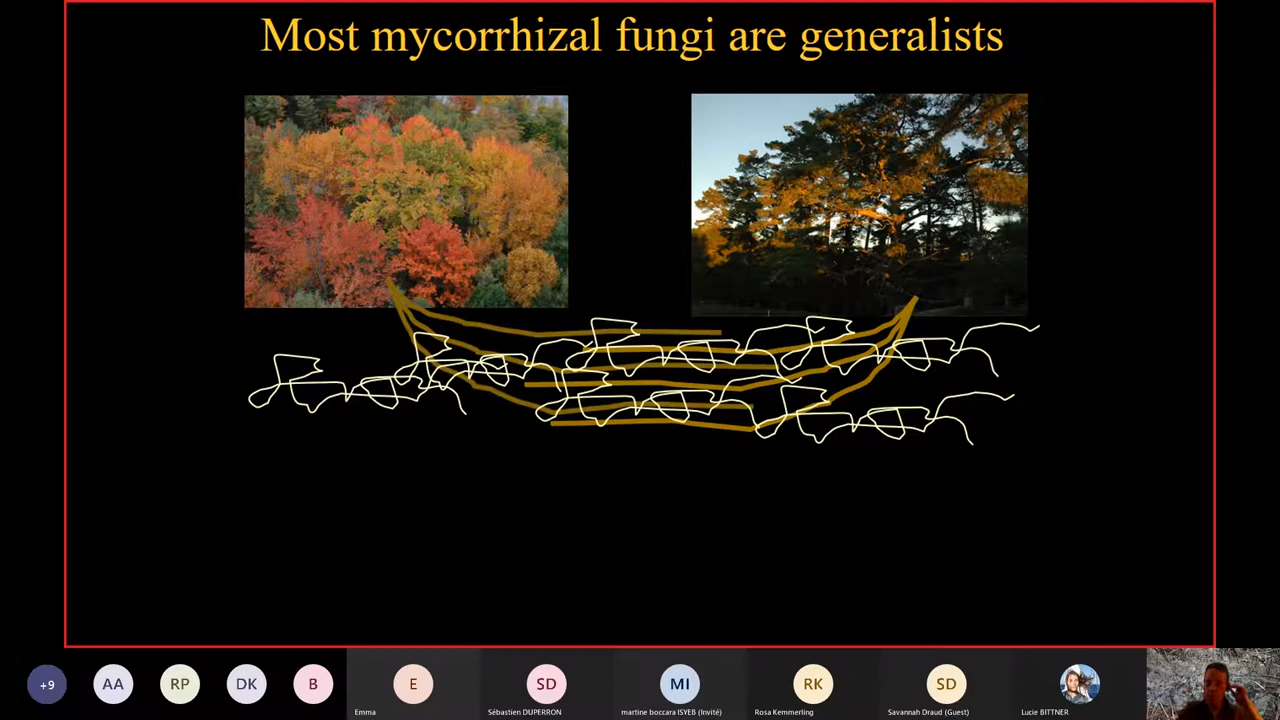 Most mycorrhizal fungi are generalists
+9
AA
RP
DK
B
E
SD
MI
RK
SD
Emma
Sébastien DUPERRON
martine boccara ISYEB (Invité)
Rosa Kemmerling
Savannah Draud (Guest)
Lucie BITTNER